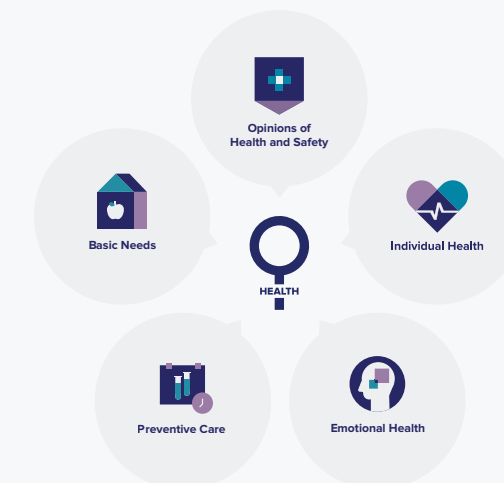 Opinions of
Health and Safety
Basic Needs
Individual Health
HEALTH
Preventive Care
Emotional Health